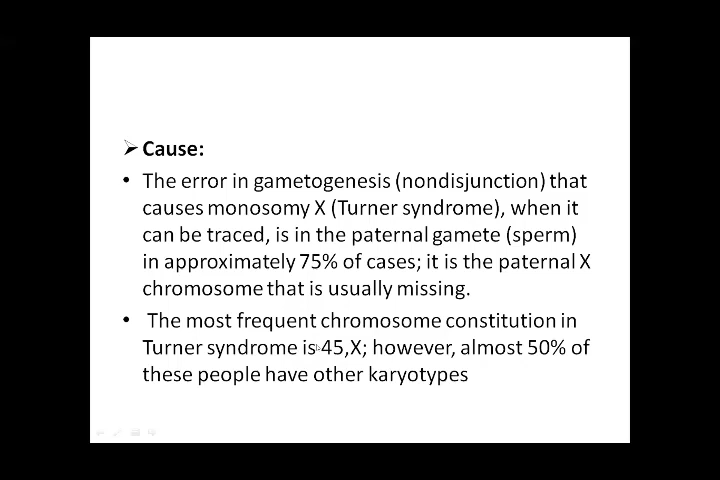 ➢ Cause:
• The error in gametogenesis (nondisjunction) that
causes monosomy X (Turner syndrome), when it
can be traced, is in the paternal gamete (sperm)
in approximately 75% of cases; it is the paternal X
chromosome that is usually missing.
• The most frequent chromosome constitution in
Turner syndrome is 45,X; however, almost 50% of
these people have other karyotypes